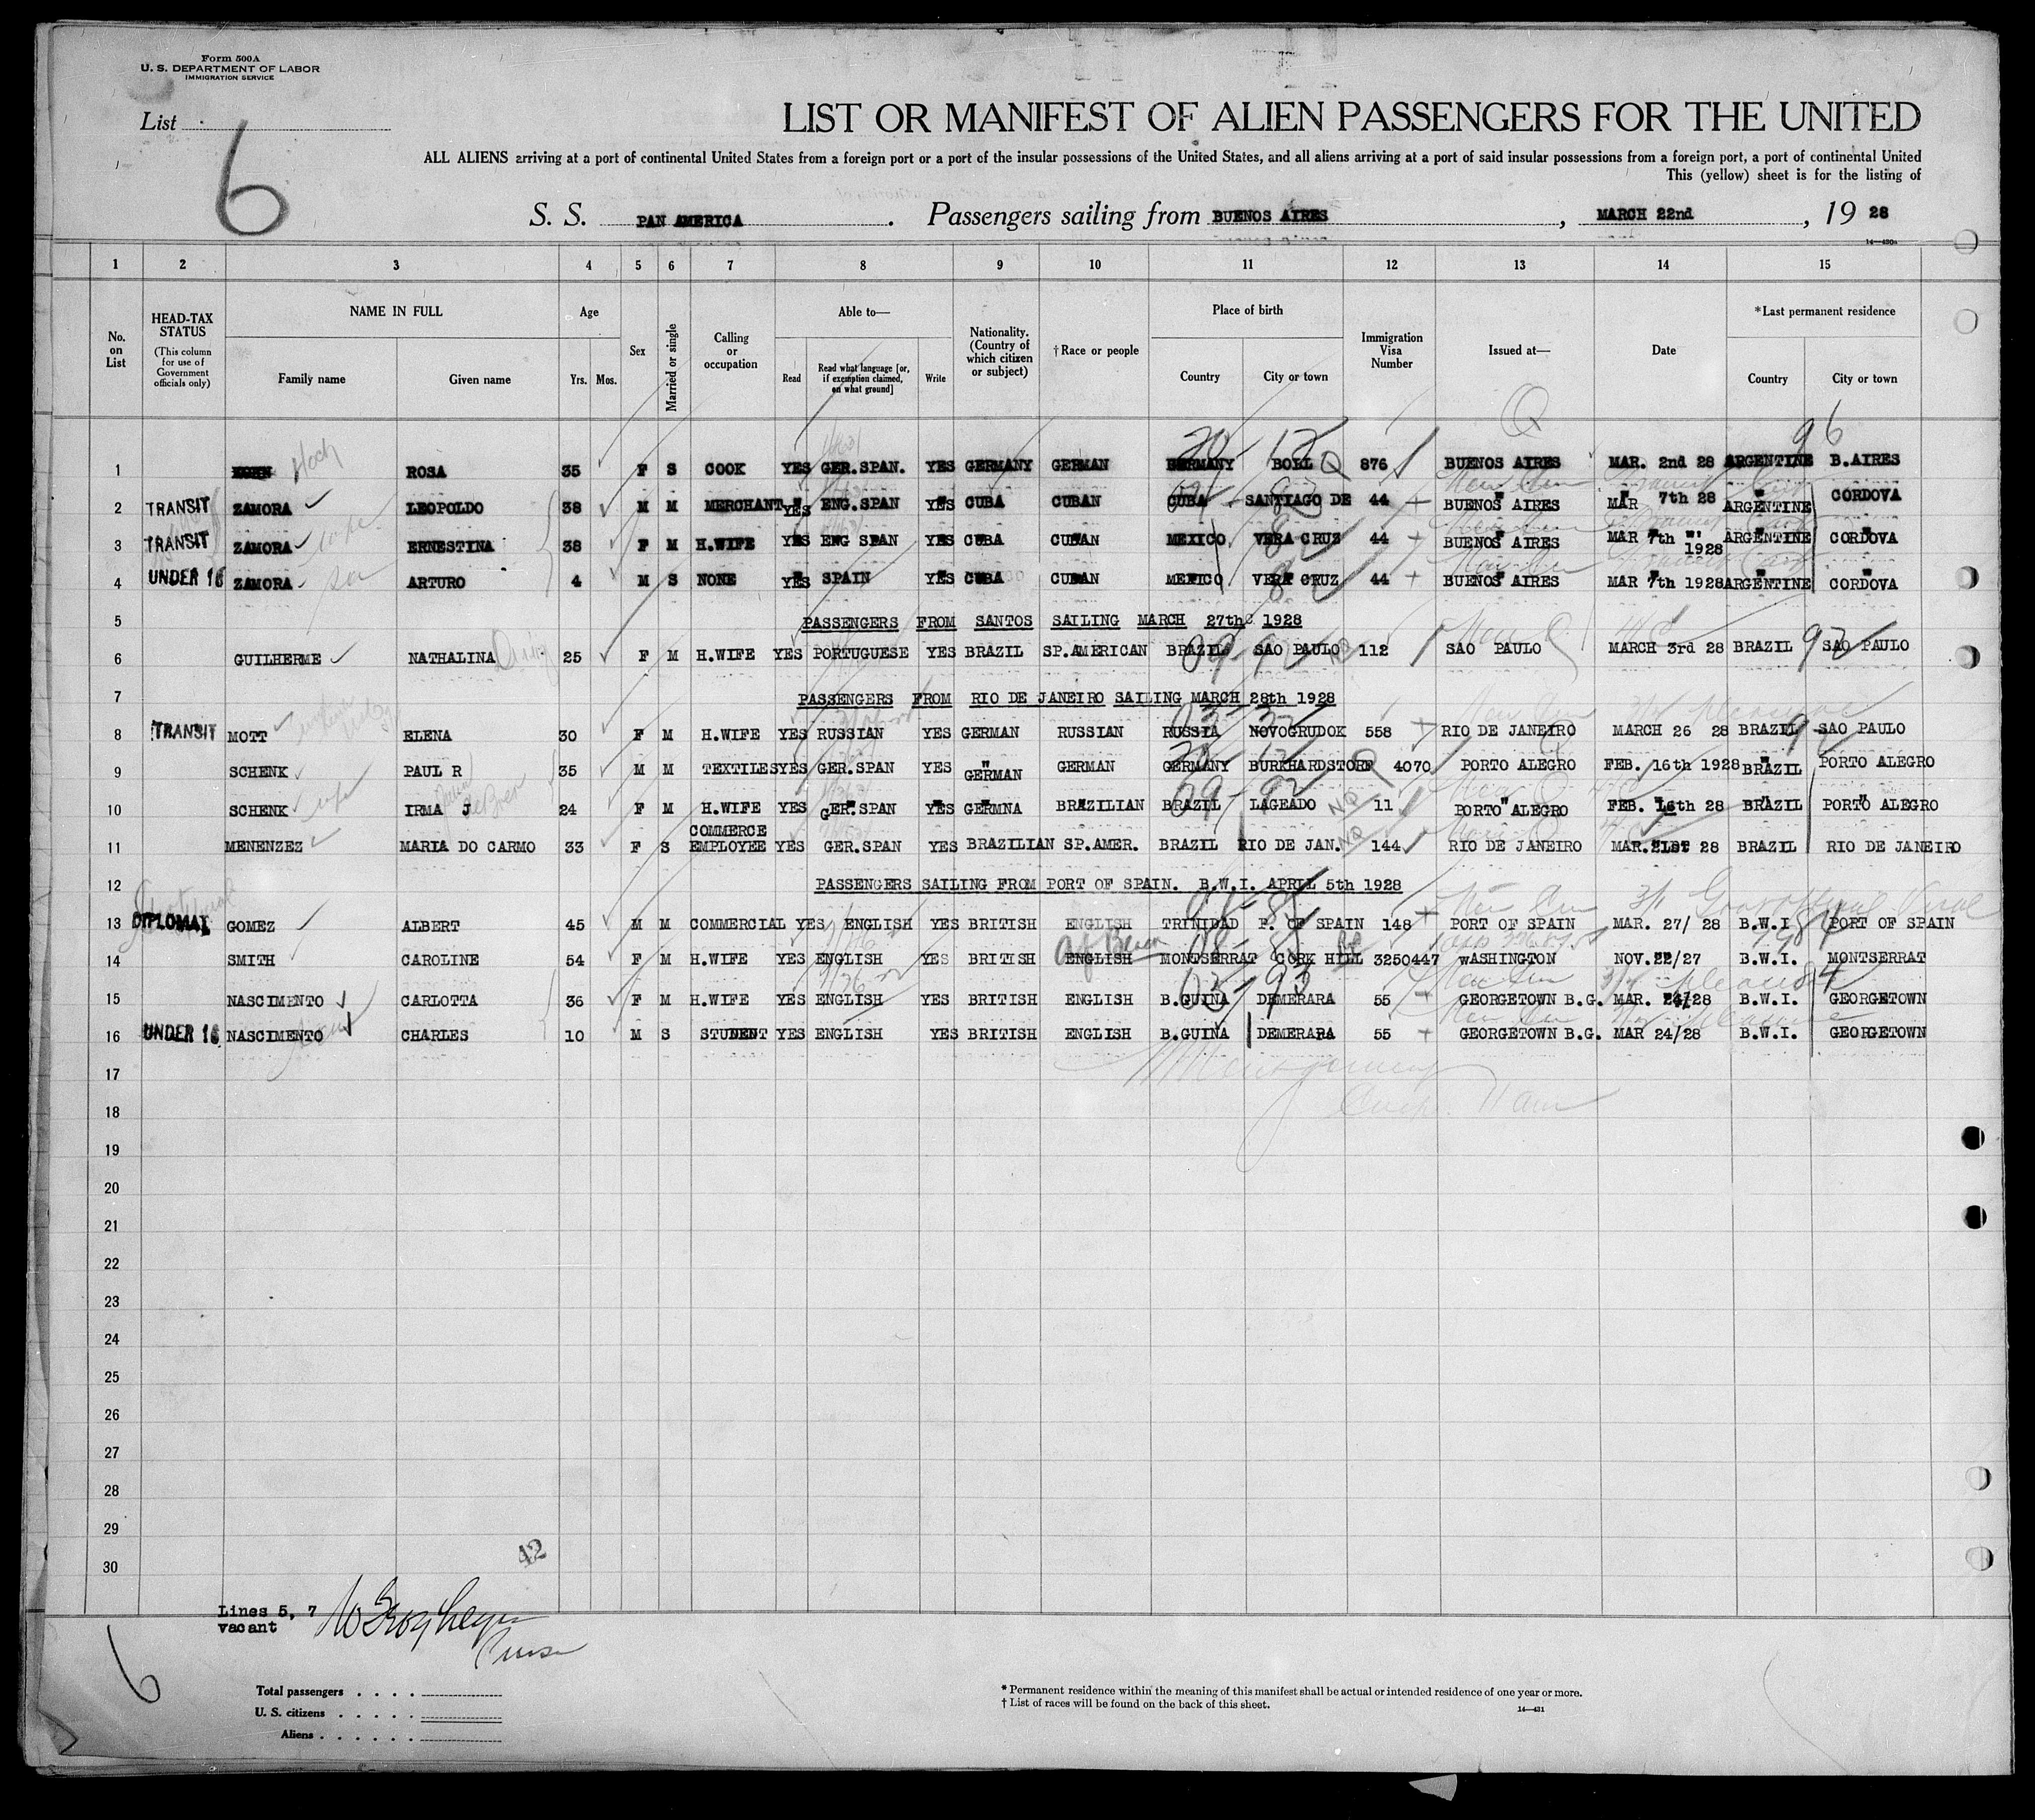 Form 500A
U. S. DEPARTMENT OF LABOR
IMMIGRATION SERVICE
List
6
LIST OR MANIFEST OF ALIEN PASSENGERS FOR THE UNITED
ALL ALIENS arriving at a port of continental United States from a foreign port or a port of the insular possessions of the United States, and all aliens arriving at a port of said insular possessions from a foreign port, a port of continental United
This (yellow) sheet is for the listing of
S. S. PAN AMERICA . Passengers sailing from BUENOS AIRES , MARCH 22nd , 19 28
14—430a
1 2 3 4 5 6 7 8 9 10 11 12 13 14 15
No. on List
HEAD-TAX STATUS
(This column for use of Government officials only)
NAME IN FULL
Family name
Given name
Age
Yrs. Mos.
Sex
Married or single
Calling or occupation
Able to—
Read
Read what language [or, if exemption claimed, on what ground]
Write
Nationality. (Country of which citizen or subject)
†Race or people
Place of birth
Country
City or town
Immigration Visa Number
Issued at—
Date
*Last permanent residence
Country
City or town
Q
96
20 12
1 Hoch ROSA 35 F S COOK YES GER.SPAN. YES GERMANY GERMAN GERMANY BOLL Q 876 BUENOS AIRES MAR. 2nd 28 ARGENTINE B.AIRES
2 TRANSIT ZAMORA LEOPOLDO 38 M M MERCHANT YES ENG.SPAN YES CUBA CUBAN CUBA SANTIAGO DE 44 BUENOS AIRES MAR 7th 28 ARGENTINE CORDOVA
3 TRANSIT ZAMORA wife ERNESTINA 38 F M H.WIFE YES ENG SPAN YES CUBA CUBAN MEXICO VERA CRUZ 44 BUENOS AIRES MAR 7th 1928 ARGENTINE CORDOVA
4 UNDER 16 ZAMORA son ARTURO 4 M S NONE YES SPAIN YES CUBA CUBAN MEXICO VERA CRUZ 44 BUENOS AIRES MAR 7th 1928 ARGENTINE CORDOVA
5 PASSENGERS FROM SANTOS SAILING MARCH 27th 1928
6 GUILHERME NATHALINA 25 F M H.WIFE YES PORTUGUESE YES BRAZIL SP.AMERICAN BRAZIL SAO PAULO 112 SAO PAULO MARCH 3rd 28 BRAZIL 92 SAO PAULO
7 PASSENGERS FROM RIO DE JANEIRO SAILING MARCH 28th 1928
8 TRANSIT MOTT ELENA 30 F M H.WIFE YES RUSSIAN YES GERMAN RUSSIAN RUSSIA NOVOGRUDOK 558 RIO DE JANEIRO MARCH 26 28 BRAZIL SAO PAULO
9 SCHENK PAUL R 35 M M TEXTILES YES GER.SPAN YES " GERMAN GERMAN GERMANY BURKHARDSTORF 4070 PORTO ALEGRO FEB. 16th 1928 BRAZIL PORTO ALEGRO
10 SCHENK wife IRMA J 24 F M H.WIFE YES GER.SPAN YES GERMNA BRAZILIAN BRAZIL LAGEADO NQ 11 PORTO ALEGRO FEB. 16th 28 BRAZIL PORTO ALEGRO
11 MENENZEZ MARIA DO CARMO 33 F S COMMERCE EMPLOYEE YES GER.SPAN YES BRAZILIAN SP.AMER. BRAZIL RIO DE JAN. NQ 144 RIO DE JANEIRO MAR. 21st 28 BRAZIL RIO DE JANEIRO
12 PASSENGERS SAILING FROM PORT OF SPAIN. B.W.I. APRIL 5th 1928
13 DIPLOMAT GOMEZ ALBERT 45 M M COMMERCIAL YES ENGLISH YES BRITISH ENGLISH TRINIDAD P. OF SPAIN 148 PORT OF SPAIN MAR. 27/ 28 B.W.I PORT OF SPAIN
14 SMITH CAROLINE 54 F M H.WIFE YES ENGLISH YES BRITISH ENGLISH MONTSERRAT CORK HILL 3250447 WASHINGTON NOV.22/27 B.W.I. MONTSERRAT
15 NASCIMENTO CARLOTTA 36 F M H.WIFE YES ENGLISH YES BRITISH ENGLISH B.GUINA DEMERARA 55 GEORGETOWN B.G. MAR. 24/28 B.W.I. GEORGETOWN
16 UNDER 16 NASCIMENTO CHARLES 10 M S STUDENT YES ENGLISH YES BRITISH ENGLISH B.GUINA DEMERARA 55 GEORGETOWN B.G. MAR 24/28 B.W.I. GEORGETOWN
17
18
19
20
21
22
23
24
25
26
27
28
29
30
42
Lines 5, 7
vacant
6
Total passengers
U. S. citizens
Aliens
* Permanent residence within the meaning of this manifest shall be actual or intended residence of one year or more.
† List of races will be found on the back of this sheet.
14—431